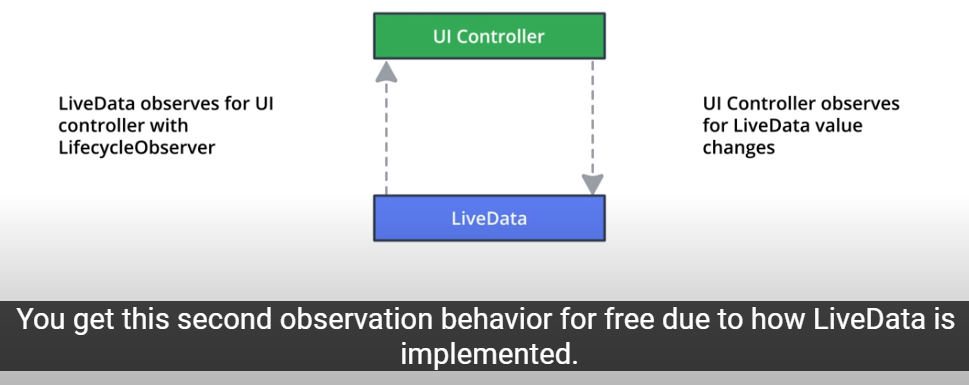 UI Controller
LiveData observes for UI
controller with
LifecycleObserver
UI Controller observes
for LiveData value
changes
LiveData
You get this second observation behavior for free due to how LiveData is
implemented.